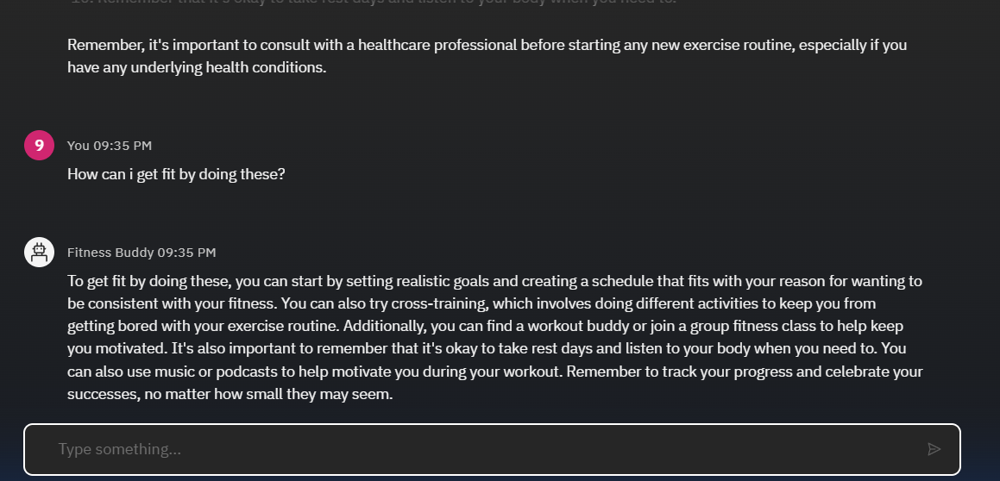 10. Remember that it's okay to take rest days and listen to your body when you need to.
Remember, it's important to consult with a healthcare professional before starting any new exercise routine, especially if you
have any underlying health conditions.
9
You 09:35 PM
How can i get fit by doing these?
Fitness Buddy 09:35 PM
To get fit by doing these, you can start by setting realistic goals and creating a schedule that fits with your reason for wanting to
be consistent with your fitness. You can also try cross-training, which involves doing different activities to keep you from
getting bored with your exercise routine. Additionally, you can find a workout buddy or join a group fitness class to help keep
you motivated. It's also important to remember that it's okay to take rest days and listen to your body when you need to. You
can also use music or podcasts to help motivate you during your workout. Remember to track your progress and celebrate your
successes, no matter how small they may seem.
Type something...